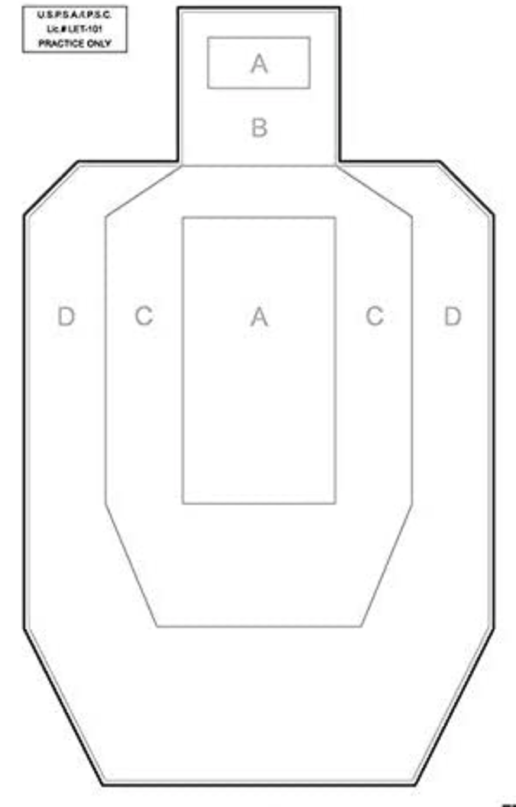 U.S.P.S.A./I.P.S.C.
Lic.# LET-101
PRACTICE ONLY
A
B
D C A C D